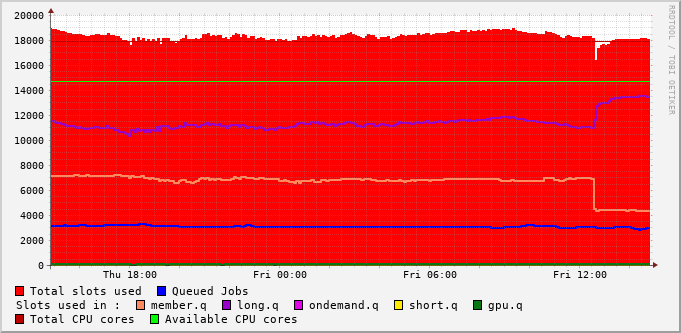 20000
18000
16000
14000
12000
10000
8000
6000
4000
2000
0
Thu 18:00 Fri 00:00 Fri 06:00 Fri 12:00
RRDTOOL / TOBI OETIKER
Total slots used Queued Jobs
Slots used in : member.q long.q ondemand.q short.q gpu.q
Total CPU cores Available CPU cores